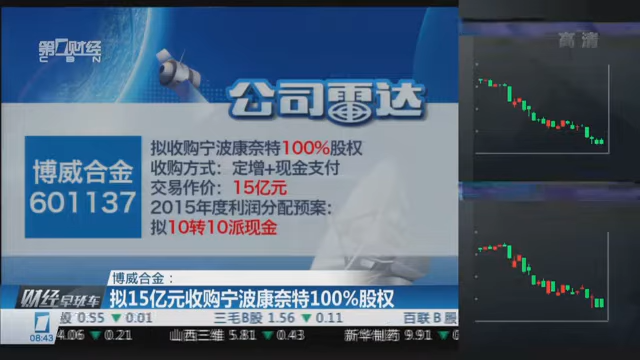 第一财经
CBN
高清
公司雷达
博威合金
601137
拟收购宁波康奈特100%股权
收购方式：定增+现金支付
交易作价：15亿元
2015年度利润分配预案：
拟10转10派现金
博威合金：
财经早班车
拟15亿元收购宁波康奈特100%股权
08:43
股 0.55 ▼0.01 三毛B股 1.56 ▼0.11 百联B股
4.06 ▼0.21 山西三维 5.81 ▼0.43 新华制药 9.91